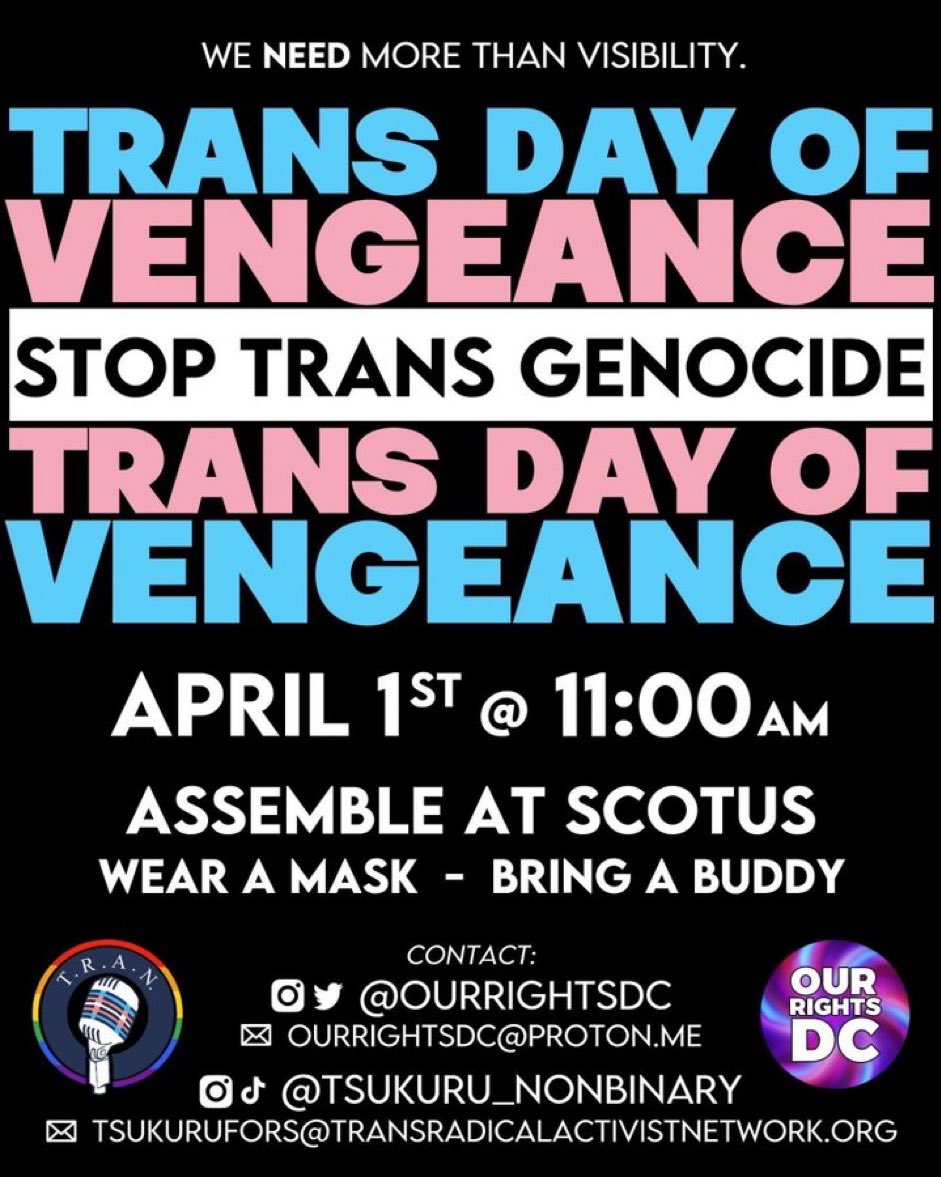 WE NEED MORE THAN VISIBILITY.
TRANS DAY OF
VENGEANCE
STOP TRANS GENOCIDE
TRANS DAY OF
VENGEANCE
APRIL 1ST @ 11:00 AM
ASSEMBLE AT SCOTUS
WEAR A MASK - BRING A BUDDY
T.R.A.N.
CONTACT:
@OURRIGHTSDC
OURRIGHTSDC@PROTON.ME
@TSUKURU_NONBINARY
TSUKURUFORS@TRANSRADICALACTIVISTNETWORK.ORG
OUR
RIGHTS
DC